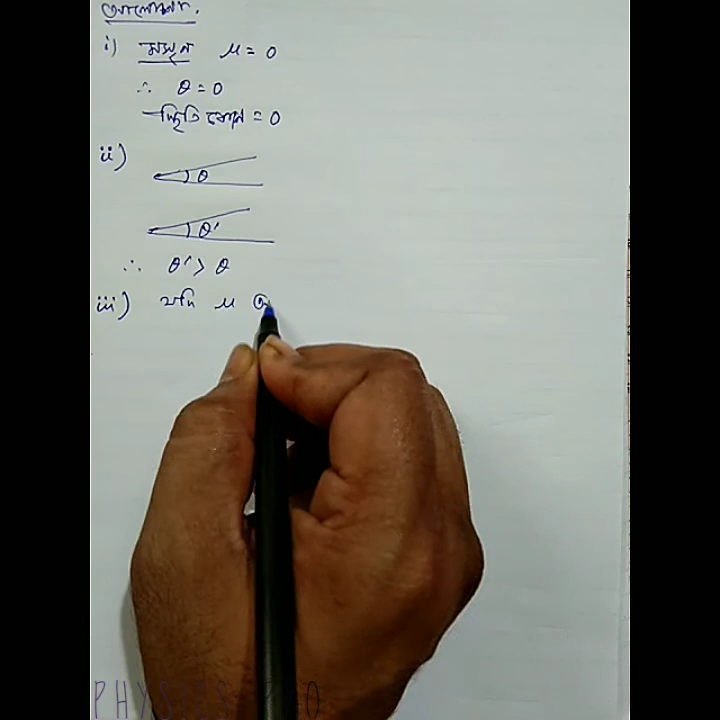 আলোচনা.
i) মসৃন μ = 0
∴ θ = 0
স্থিতি কোন = 0
ii)
θ
θ'
∴ θ' > θ
iii) যদি μ